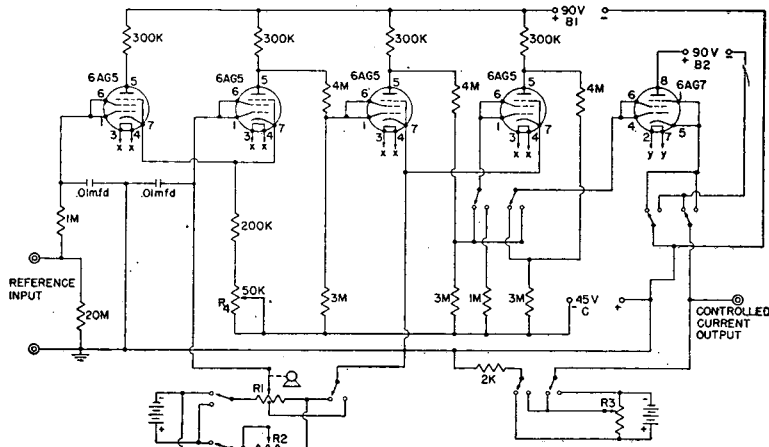 90V
+ B1 -
300K
300K
300K
300K
90V
+ B2 -
6AG5
6AG5
6AG5
6AG5
6AG7
5
5
5
5
8
4M
4M
4M
6
6
6
6
6
1
1
1
1
4
3
4
7
3
4
7
3
4
7
3
4
7
2
7
5
x
x
x
x
x
x
x
x
y
y
.01mfd
.01mfd
1M
200K
REFERENCE
INPUT
20M
50K
R4
3M
3M
1M
3M
45V
- C +
CONTROLLED
CURRENT
OUTPUT
2K
R1
R3
R2
+
+